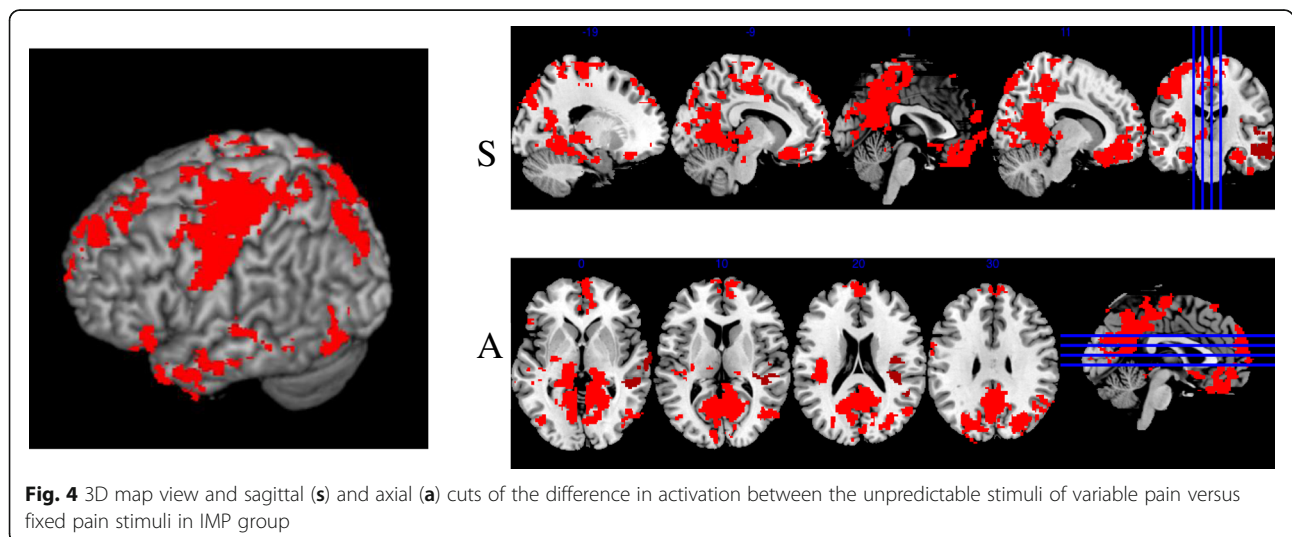 -19 -9 1 11
S
0 10 20 30
A
Fig. 4 3D map view and sagittal (s) and axial (a) cuts of the difference in activation between the unpredictable stimuli of variable pain versus
fixed pain stimuli in IMP group